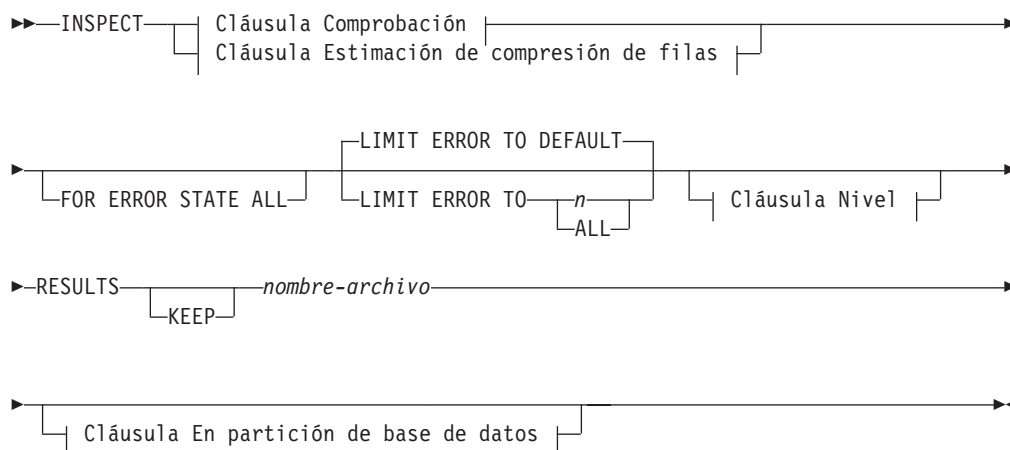 INSPECT Cláusula Comprobación
Cláusula Estimación de compresión de filas
LIMIT ERROR TO DEFAULT
FOR ERROR STATE ALL LIMIT ERROR TO n Cláusula Nivel
ALL
RESULTS nombre-archivo
KEEP
Cláusula En partición de base de datos